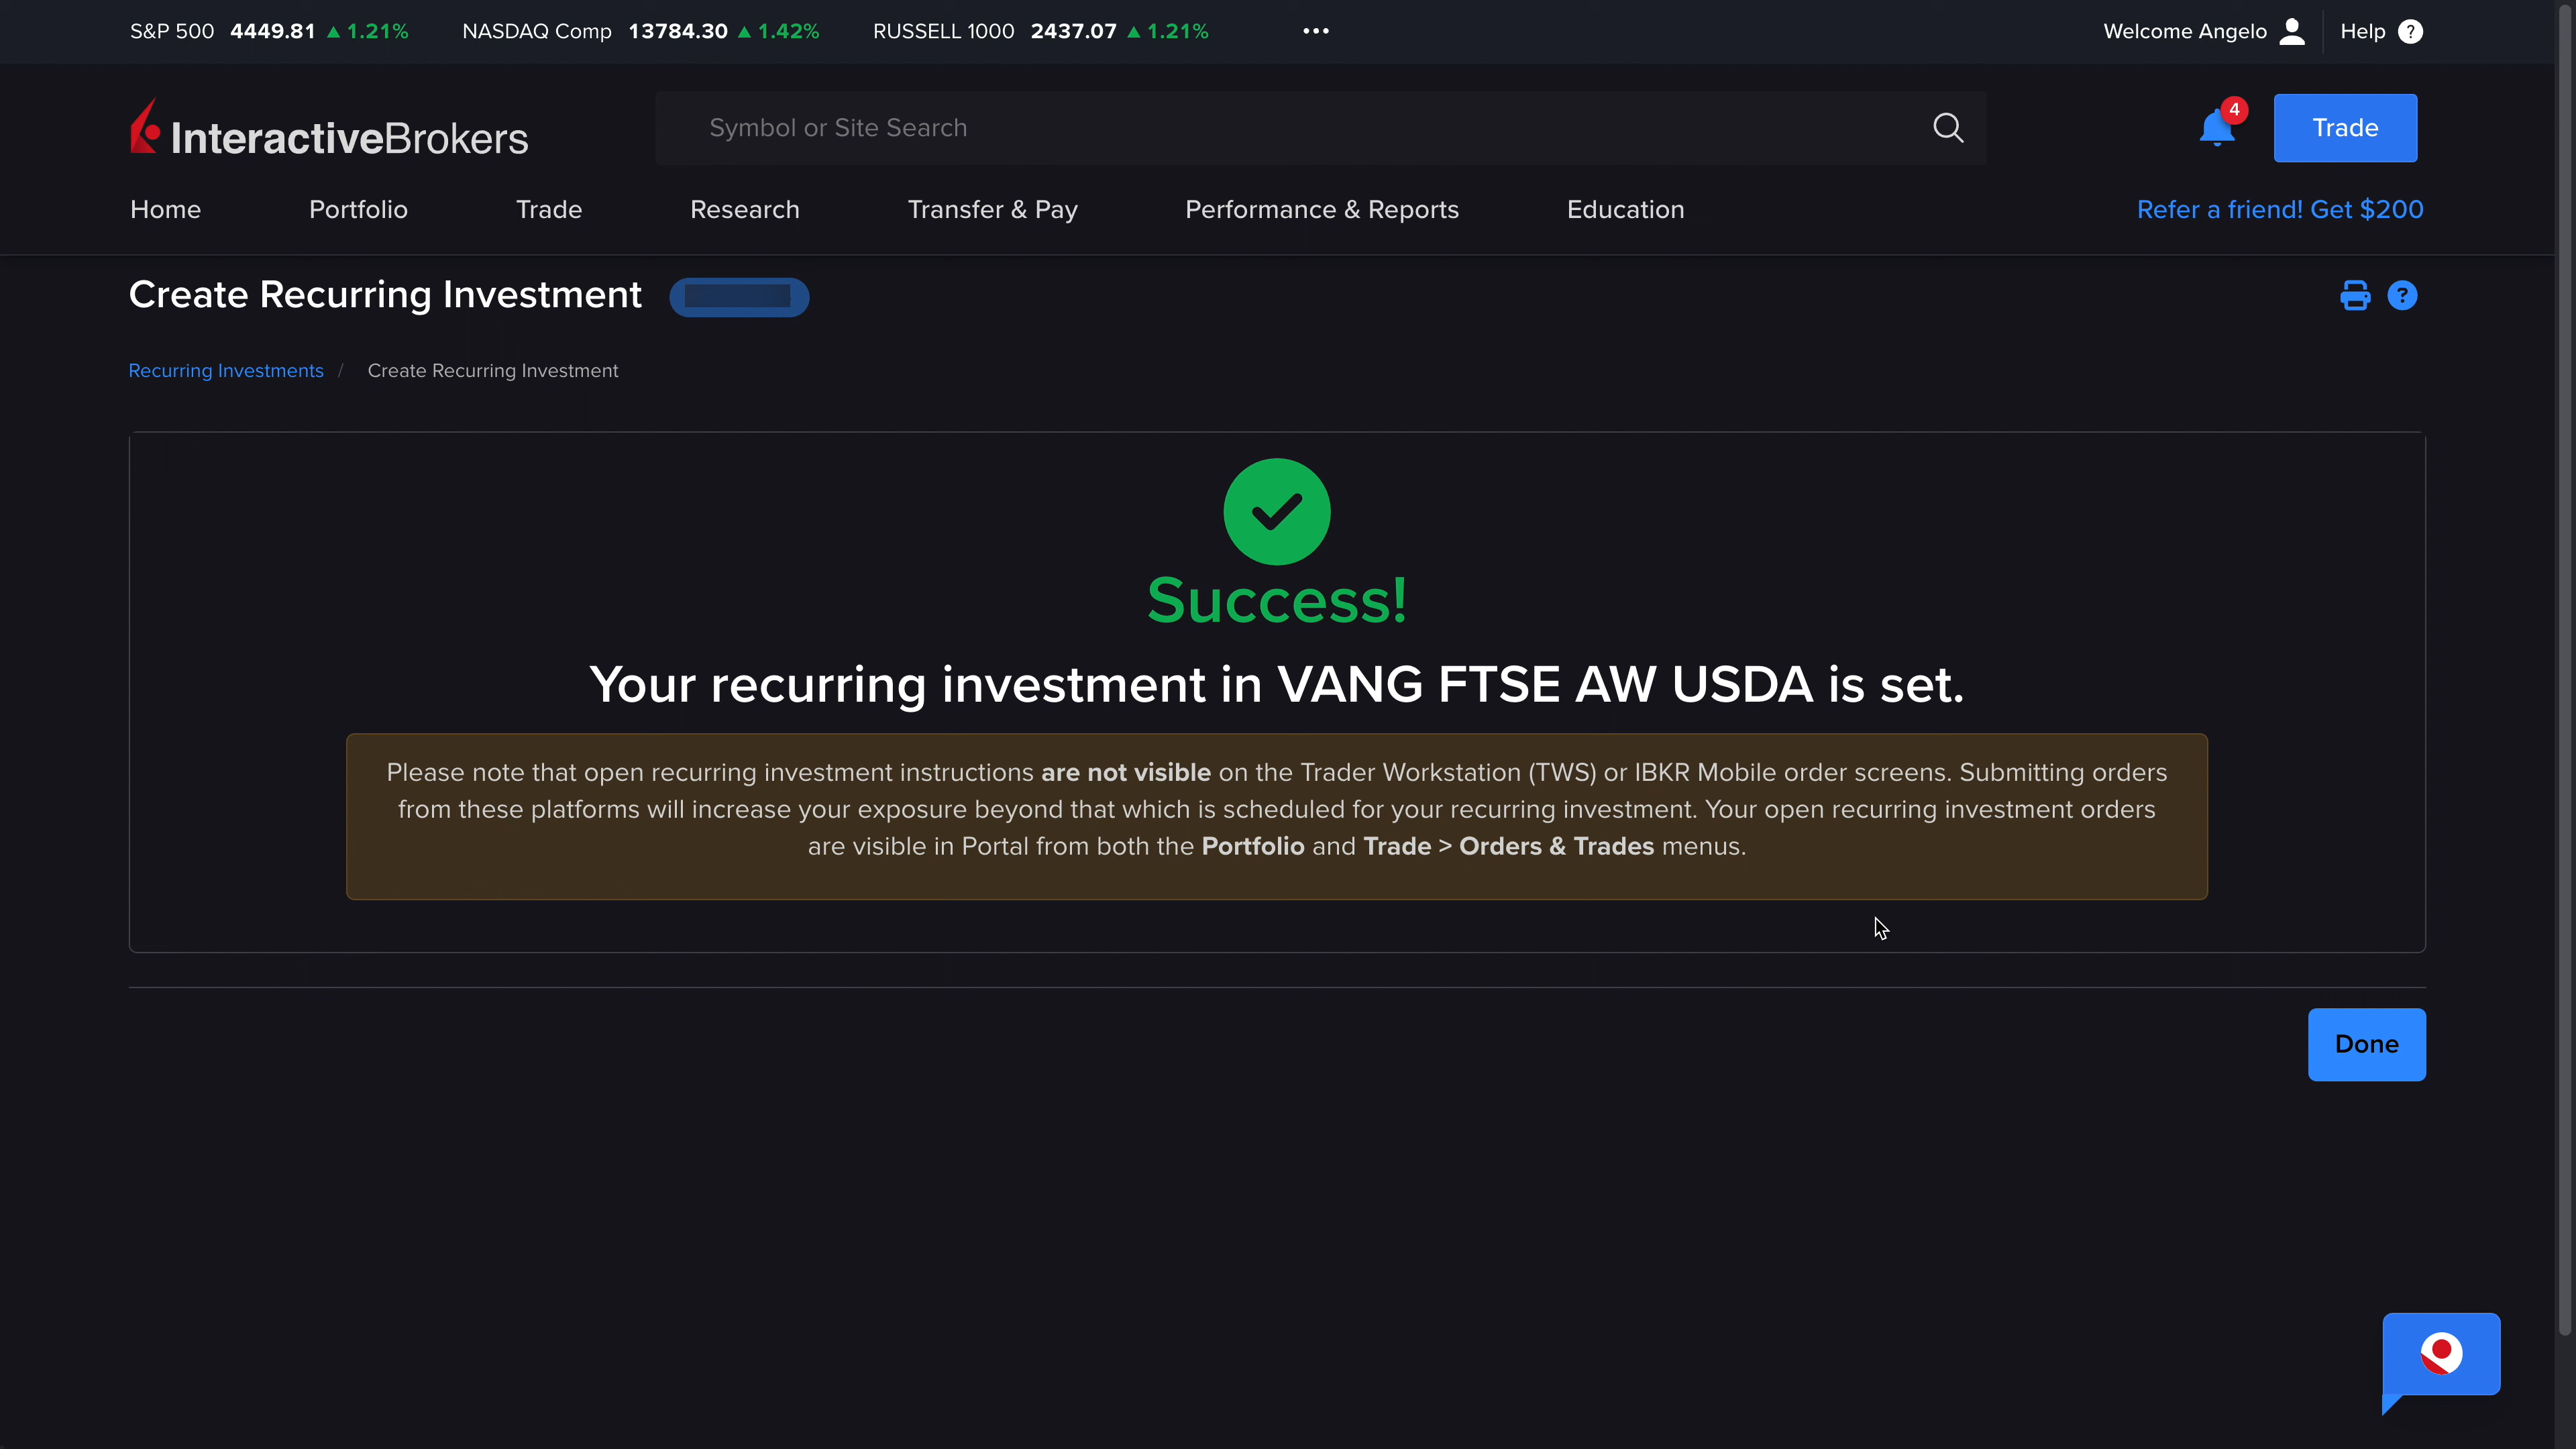 S&P 500 4449.81 ▲ 1.21% NASDAQ Comp 13784.30 ▲ 1.42% RUSSELL 1000 2437.07 ▲ 1.21% ••• Welcome Angelo Help ?
InteractiveBrokers Symbol or Site Search 4 Trade
Home Portfolio Trade Research Transfer & Pay Performance & Reports Education Refer a friend! Get $200
Create Recurring Investment ?
Recurring Investments / Create Recurring Investment
Success!
Your recurring investment in VANG FTSE AW USDA is set.
Please note that open recurring investment instructions are not visible on the Trader Workstation (TWS) or IBKR Mobile order screens. Submitting orders
from these platforms will increase your exposure beyond that which is scheduled for your recurring investment. Your open recurring investment orders
are visible in Portal from both the Portfolio and Trade > Orders & Trades menus.
Done